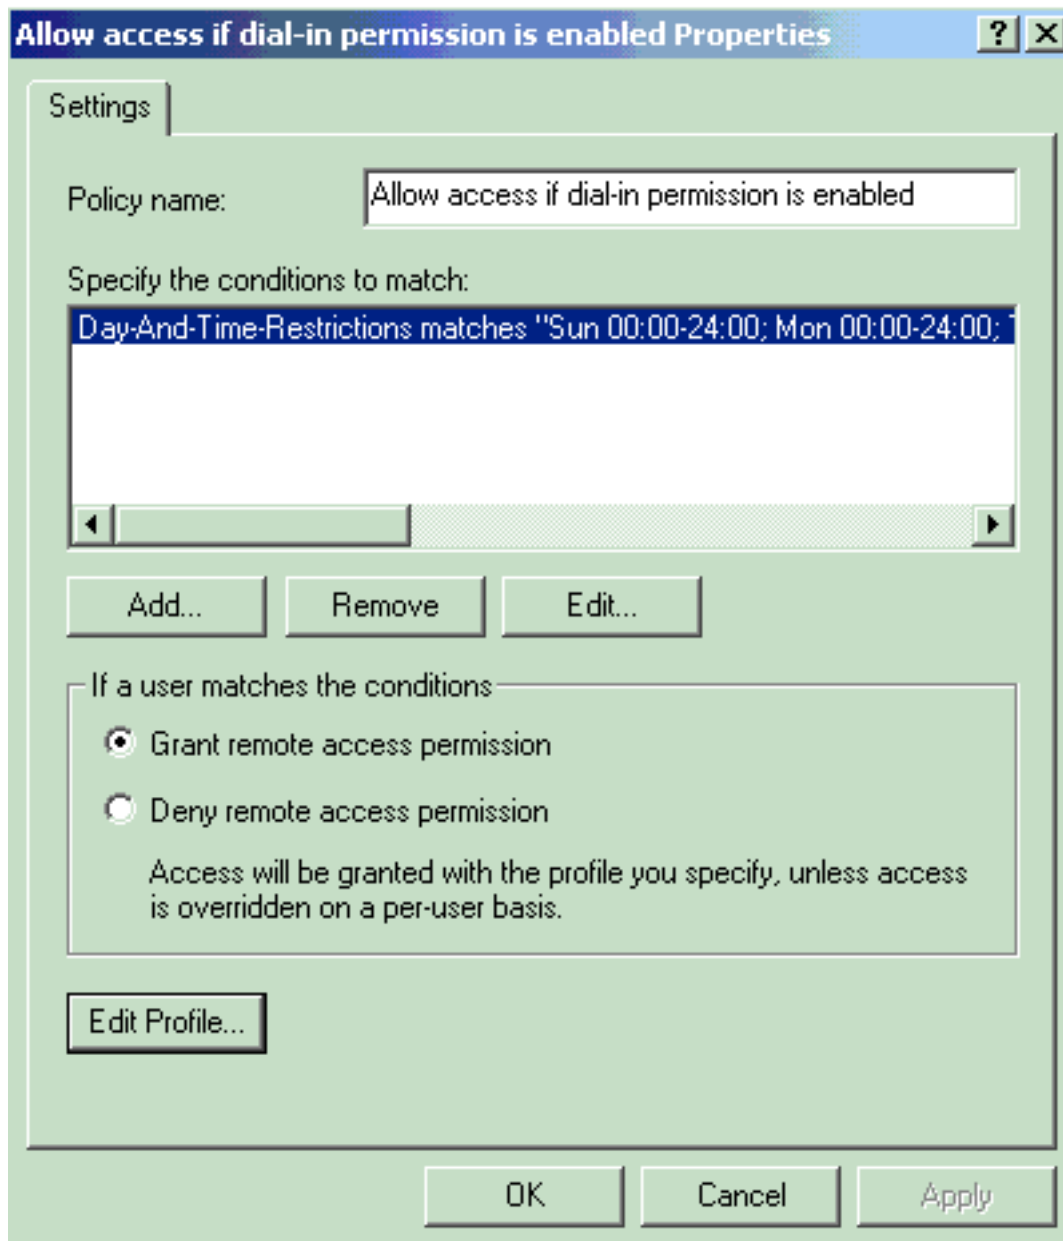 Allow access if dial-in permission is enabled Properties
Settings
Policy name: Allow access if dial-in permission is enabled
Specify the conditions to match:
Day-And-Time-Restrictions matches "Sun 00:00-24:00; Mon 00:00-24:00;
Add... Remove Edit...
If a user matches the conditions
Grant remote access permission
Deny remote access permission
Access will be granted with the profile you specify, unless access
is overridden on a per-user basis.
Edit Profile...
OK Cancel Apply